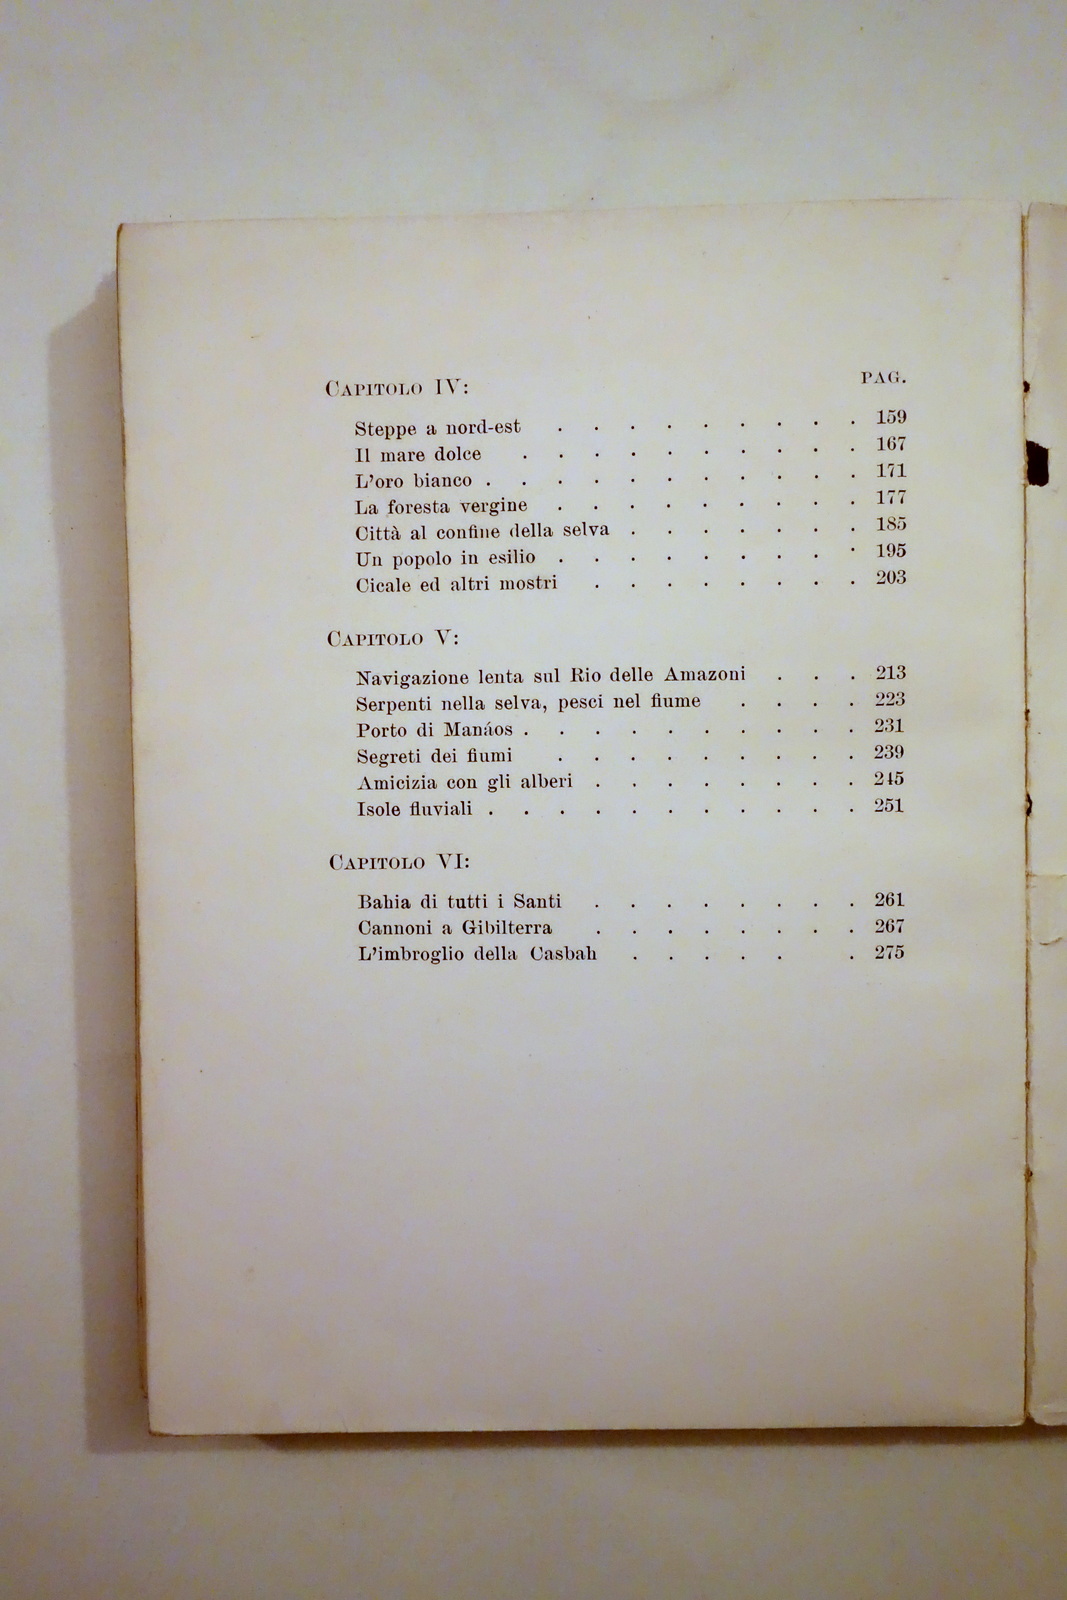 CAPITOLO IV: PAG.
Steppe a nord-est . . . . . . . . . 159
Il mare dolce . . . . . . . . . . 167
L'oro bianco . . . . . . . . . . . 171
La foresta vergine . . . . . . . . . 177
Città al confine della selva . . . . . . . 185
Un popolo in esilio . . . . . . . . . 195
Cicale ed altri mostri . . . . . . . . 203
CAPITOLO V:
Navigazione lenta sul Rio delle Amazoni . . . 213
Serpenti nella selva, pesci nel fiume . . . . 223
Porto di Manáos . . . . . . . . . . 231
Segreti dei fiumi . . . . . . . . . 239
Amicizia con gli alberi . . . . . . . . 245
Isole fluviali . . . . . . . . . . . 251
CAPITOLO VI:
Bahia di tutti i Santi . . . . . . . . 261
Cannoni a Gibilterra . . . . . . . . 267
L'imbroglio della Casbah . . . . . . 275